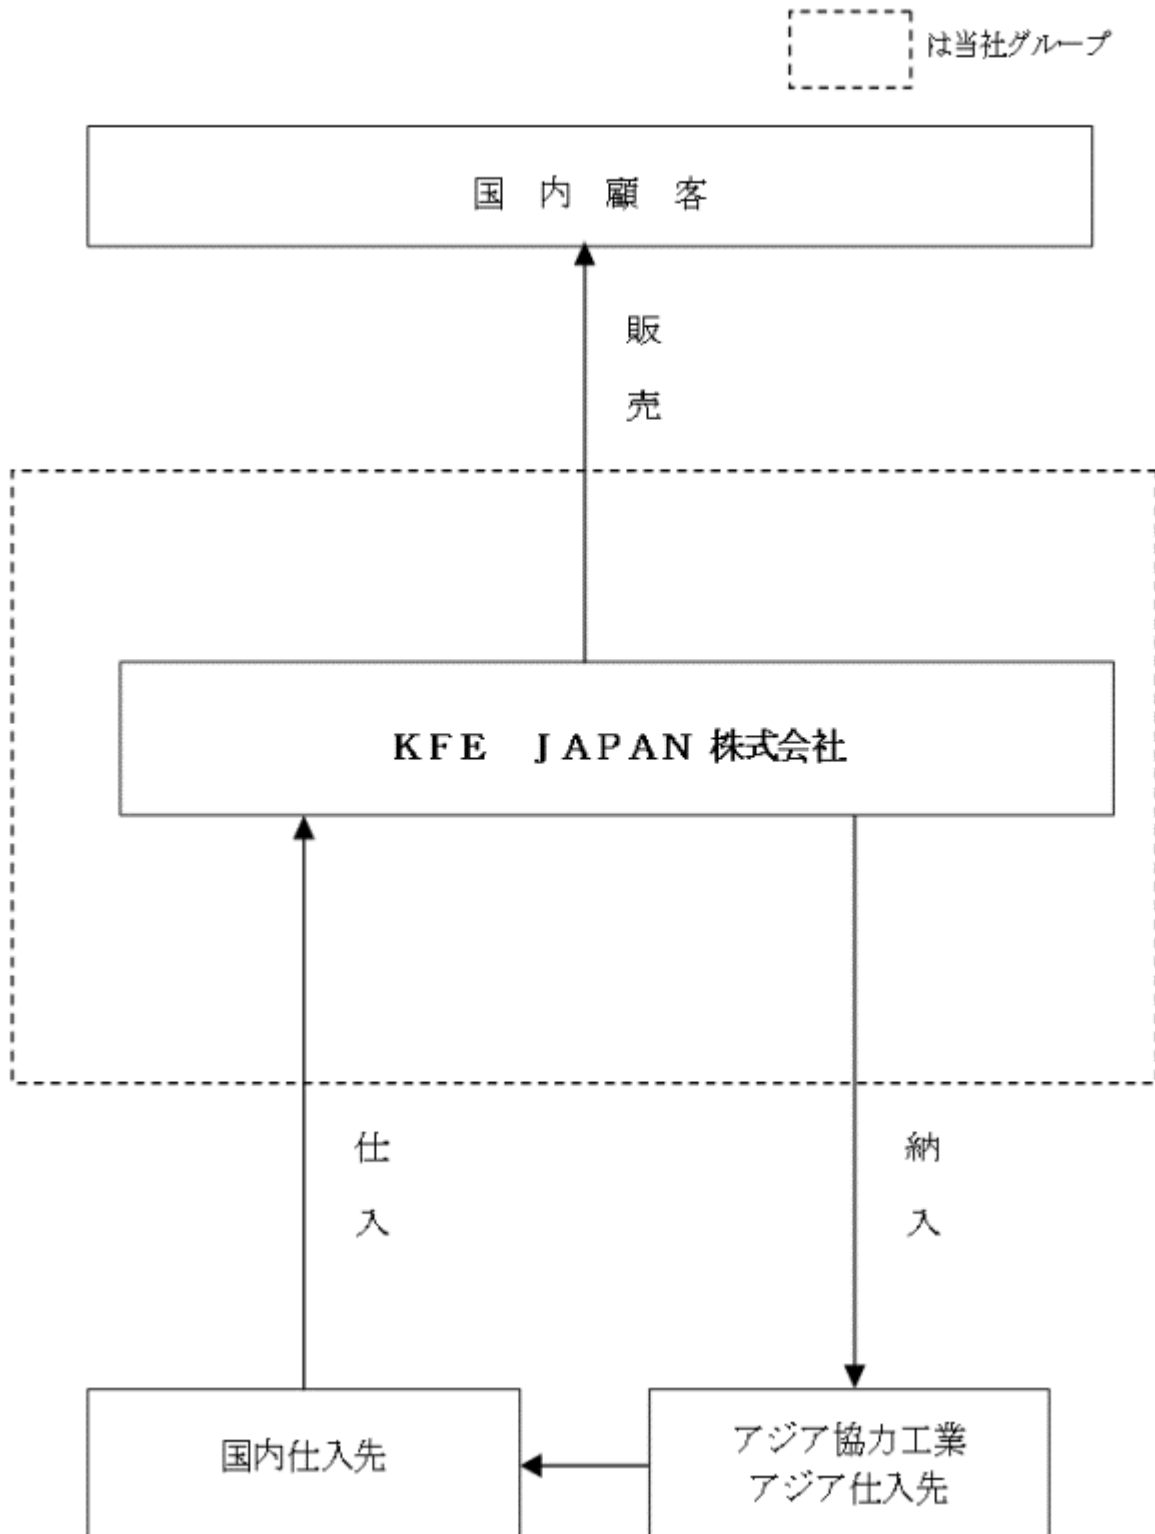 は当社グループ
国内顧客
販売
KFE JAPAN 株式会社
仕入
納入
国内仕入先
アジア協力工業
アジア仕入先